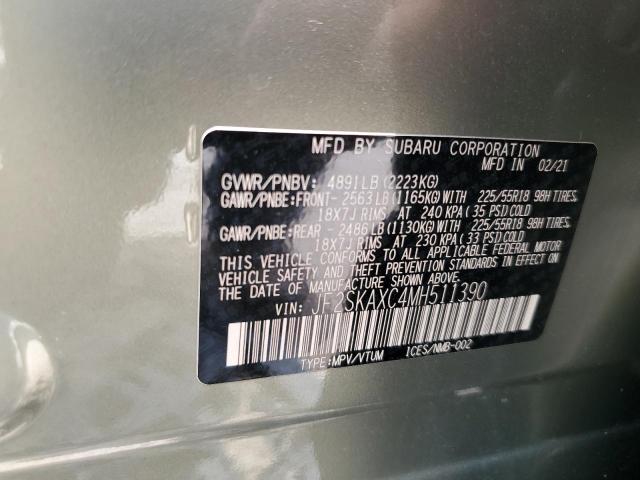 MFD BY SUBARU CORPORATION
MFD IN 02/21
GVWR/PNBV: 4891LB(2223KG)
GAWR/PNBE:FRONT- 2563LB(1165KG)WITH 225/55R18 98H TIRES
18X7J RIMS AT 240 KPA(35 PSI)COLD
GAWR/PNBE:REAR - 2486LB(1130KG)WITH 225/55R18 98H TIRES
18X7J RIMS AT 230 KPA(33 PSI)COLD
THIS VEHICLE CONFORMS TO ALL APPLICABLE FEDERAL MOTOR
VEHICLE SAFETY AND THEFT PREVENTION STANDARDS IN EFFECT
ON THE DATE OF MANUFACTURE SHOWN ABOVE.
VIN: JF2SKAXC4MH511390
TYPE:MPV/VTUM ICES/NMB-002